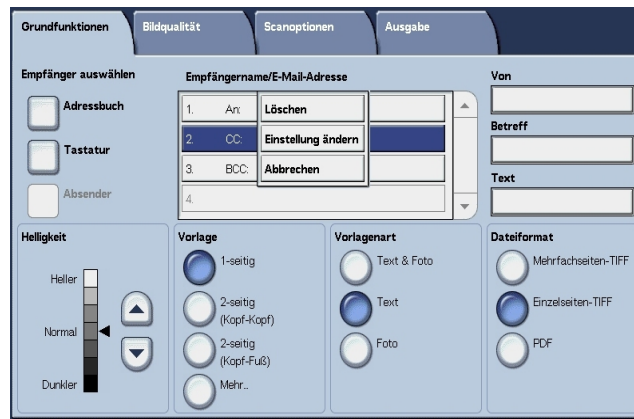 Grundfunktionen
Bildqualität
Scanoptionen
Ausgabe
Empfänger auswählen
Adressbuch
Tastatur
Absender
Empfängername/E-Mail-Adresse
1. An:
2. CC:
3. BCC:
4.
Löschen
Einstellung ändern
Abbrechen
Von
Betreff
Text
Helligkeit
Heller
Normal
Dunkler
Vorlage
1-seitig
2-seitig
(Kopf-Kopf)
2-seitig
(Kopf-Fuß)
Mehr...
Vorlagenart
Text & Foto
Text
Foto
Dateiformat
Mehrfachseiten-TIFF
Einzelseiten-TIFF
PDF